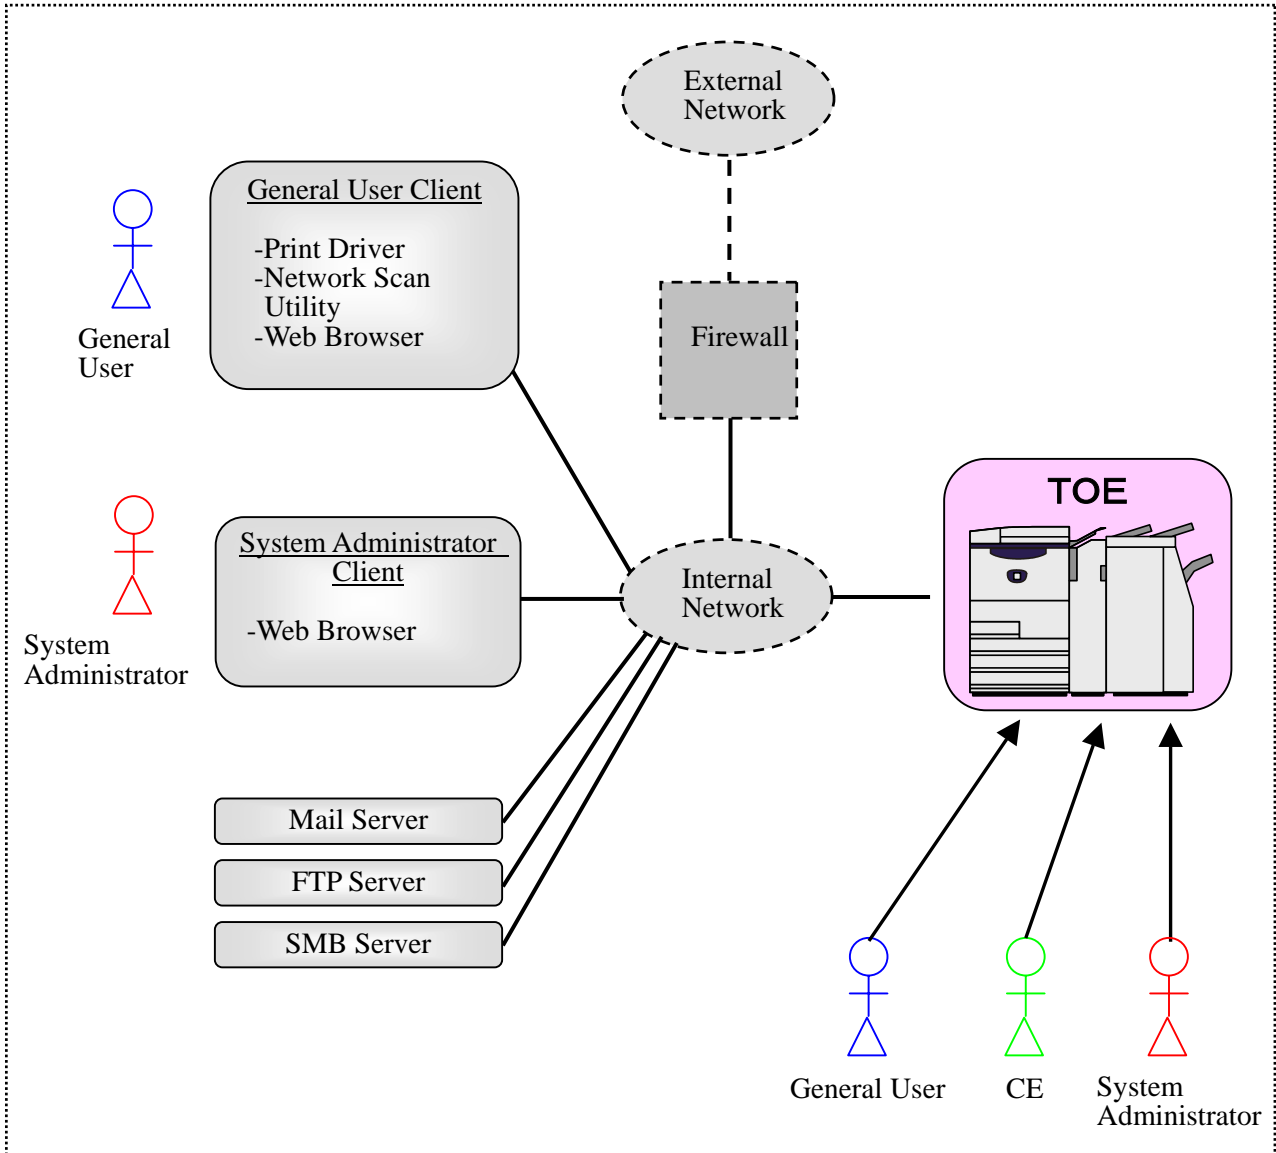 External
Network
General User Client
-Print Driver
-Network Scan
Utility
-Web Browser
General
User
Firewall
TOE
System Administrator
Client
-Web Browser
System
Administrator
Internal
Network
Mail Server
FTP Server
SMB Server
General User
CE
System
Administrator